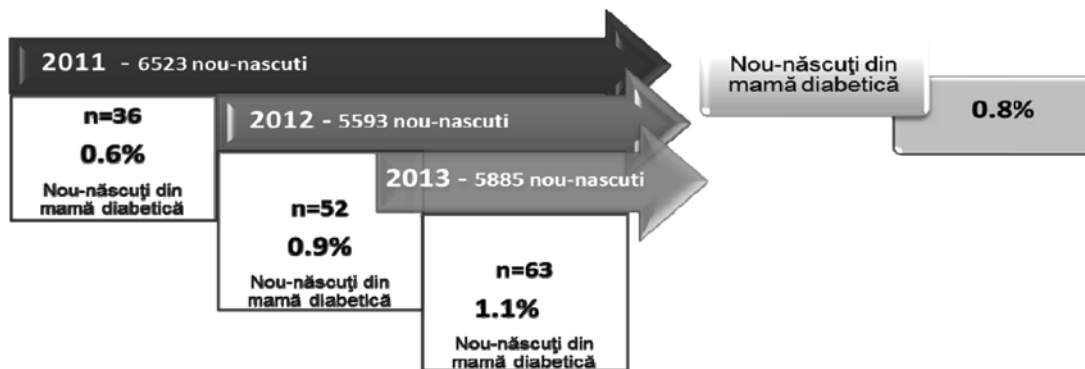 2011 - 6523 nou-nascuti
n=36
0.6%
Nou-născuţi din
mamă diabetică
2012 - 5593 nou-nascuti
n=52
0.9%
Nou-născuţi din
mamă diabetică
2013 - 5885 nou-nascuti
n=63
1.1%
Nou-născuţi din
mamă diabetică
Nou-născuţi din
mamă diabetică
0.8%